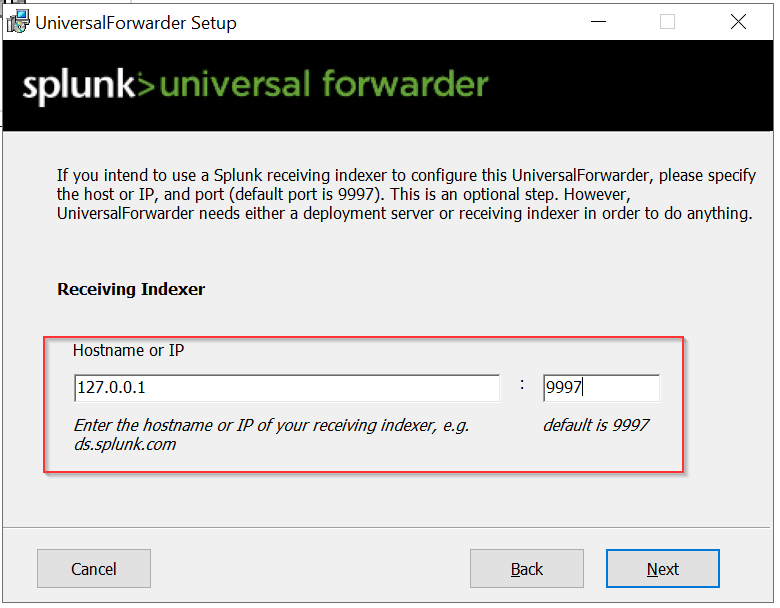 UniversalForwarder Setup
splunk>universal forwarder
If you intend to use a Splunk receiving indexer to configure this UniversalForwarder, please specify
the host or IP, and port (default port is 9997). This is an optional step. However,
UniversalForwarder needs either a deployment server or receiving indexer in order to do anything.
Receiving Indexer
Hostname or IP
127.0.0.1 : 9997
Enter the hostname or IP of your receiving indexer, e.g. default is 9997
ds.splunk.com
Cancel Back Next